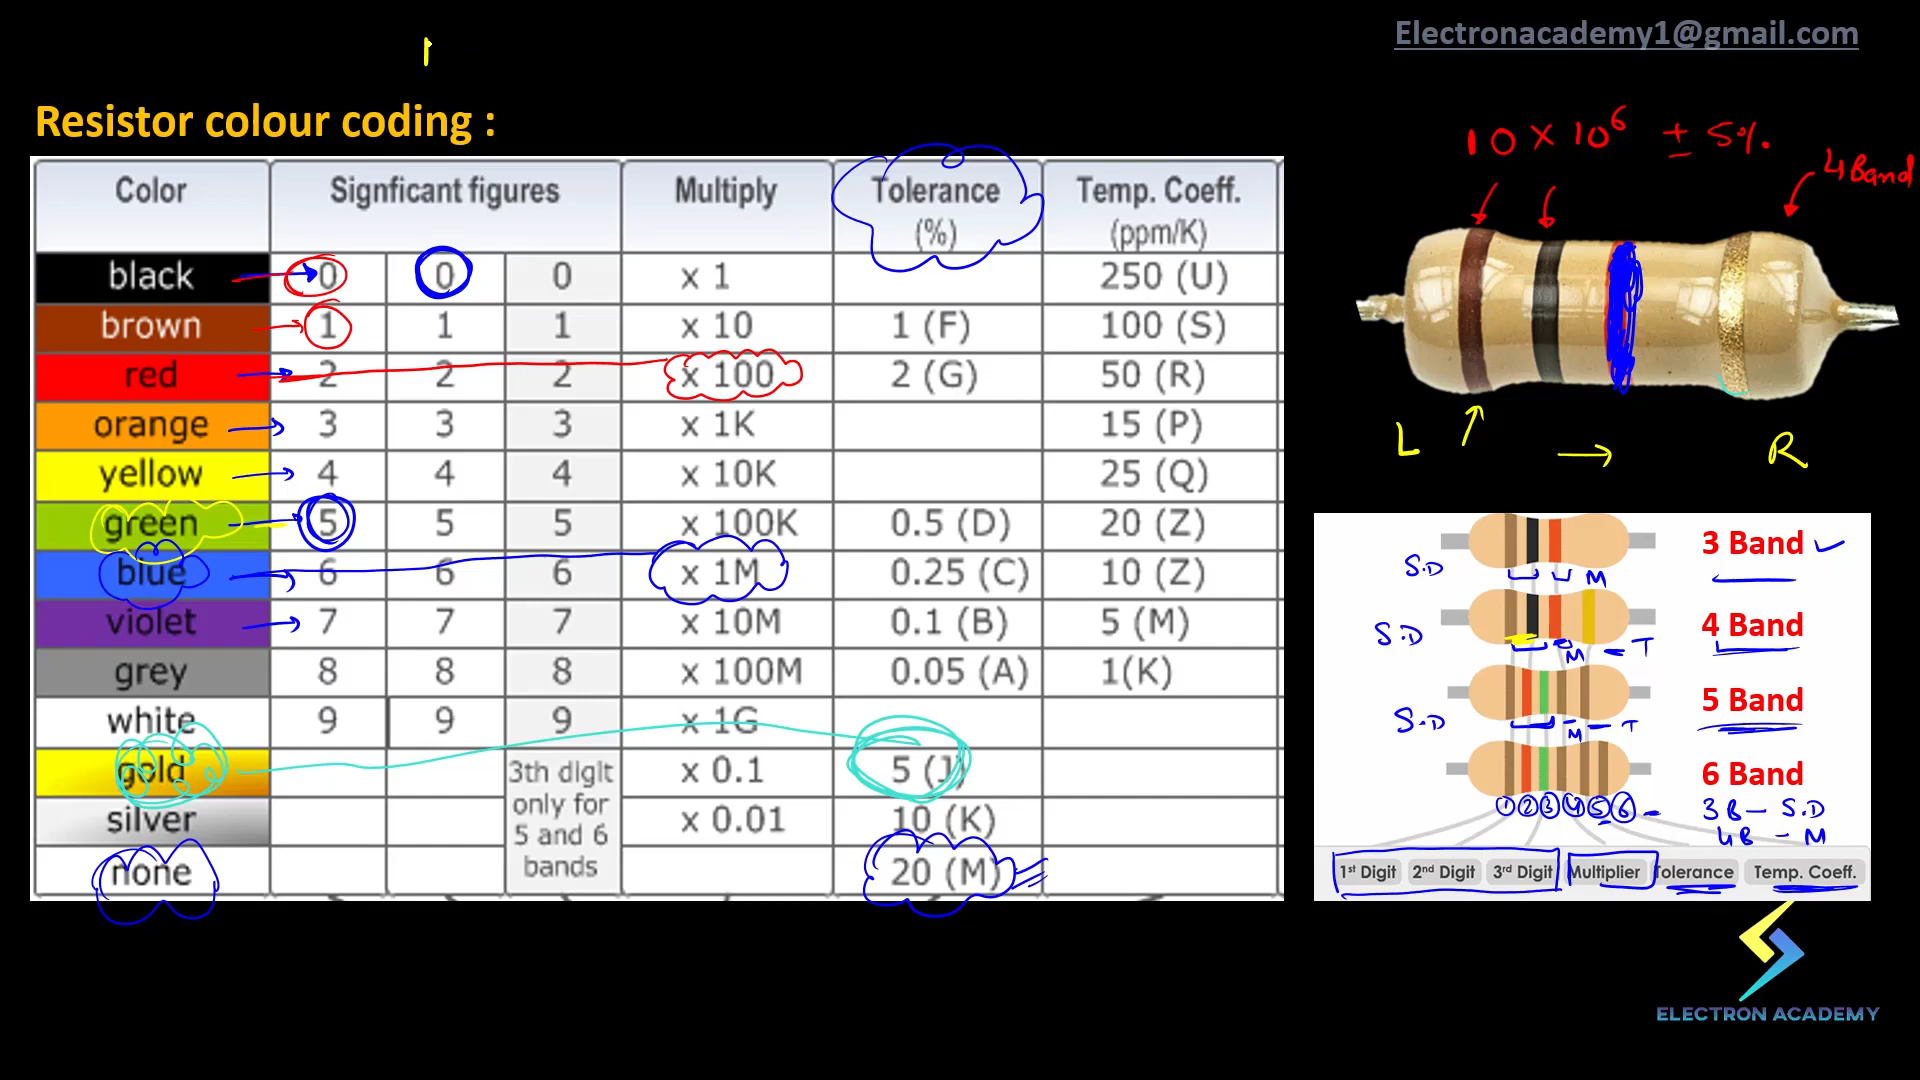 Electronacademy1@gmail.com
Resistor colour coding :
10 × 10⁶ ± 5%.
4 Band
Color Signficant figures Multiply Tolerance (%) Temp. Coeff. (ppm/K)
black 0 0 0 x 1 250 (U)
brown 1 1 1 x 10 1 (F) 100 (S)
red 2 2 2 x 100 2 (G) 50 (R)
orange 3 3 3 x 1K 15 (P)
yellow 4 4 4 x 10K 25 (Q)
green 5 5 5 x 100K 0.5 (D) 20 (Z)
blue 6 6 6 x 1M 0.25 (C) 10 (Z)
violet 7 7 7 x 10M 0.1 (B) 5 (M)
grey 8 8 8 x 100M 0.05 (A) 1(K)
white 9 9 9 x 1G
gold x 0.1 5 (J)
silver x 0.01 10 (K)
none 20 (M)
3th digit
only for
5 and 6
bands
L → R
3 Band
S.D M
4 Band
S.D M T
5 Band
S.D M T
6 Band
1 2 3 4 5 6
3B - S.D
4B - M
1st Digit 2nd Digit 3rd Digit Multiplier Tolerance Temp. Coeff.
ELECTRON ACADEMY